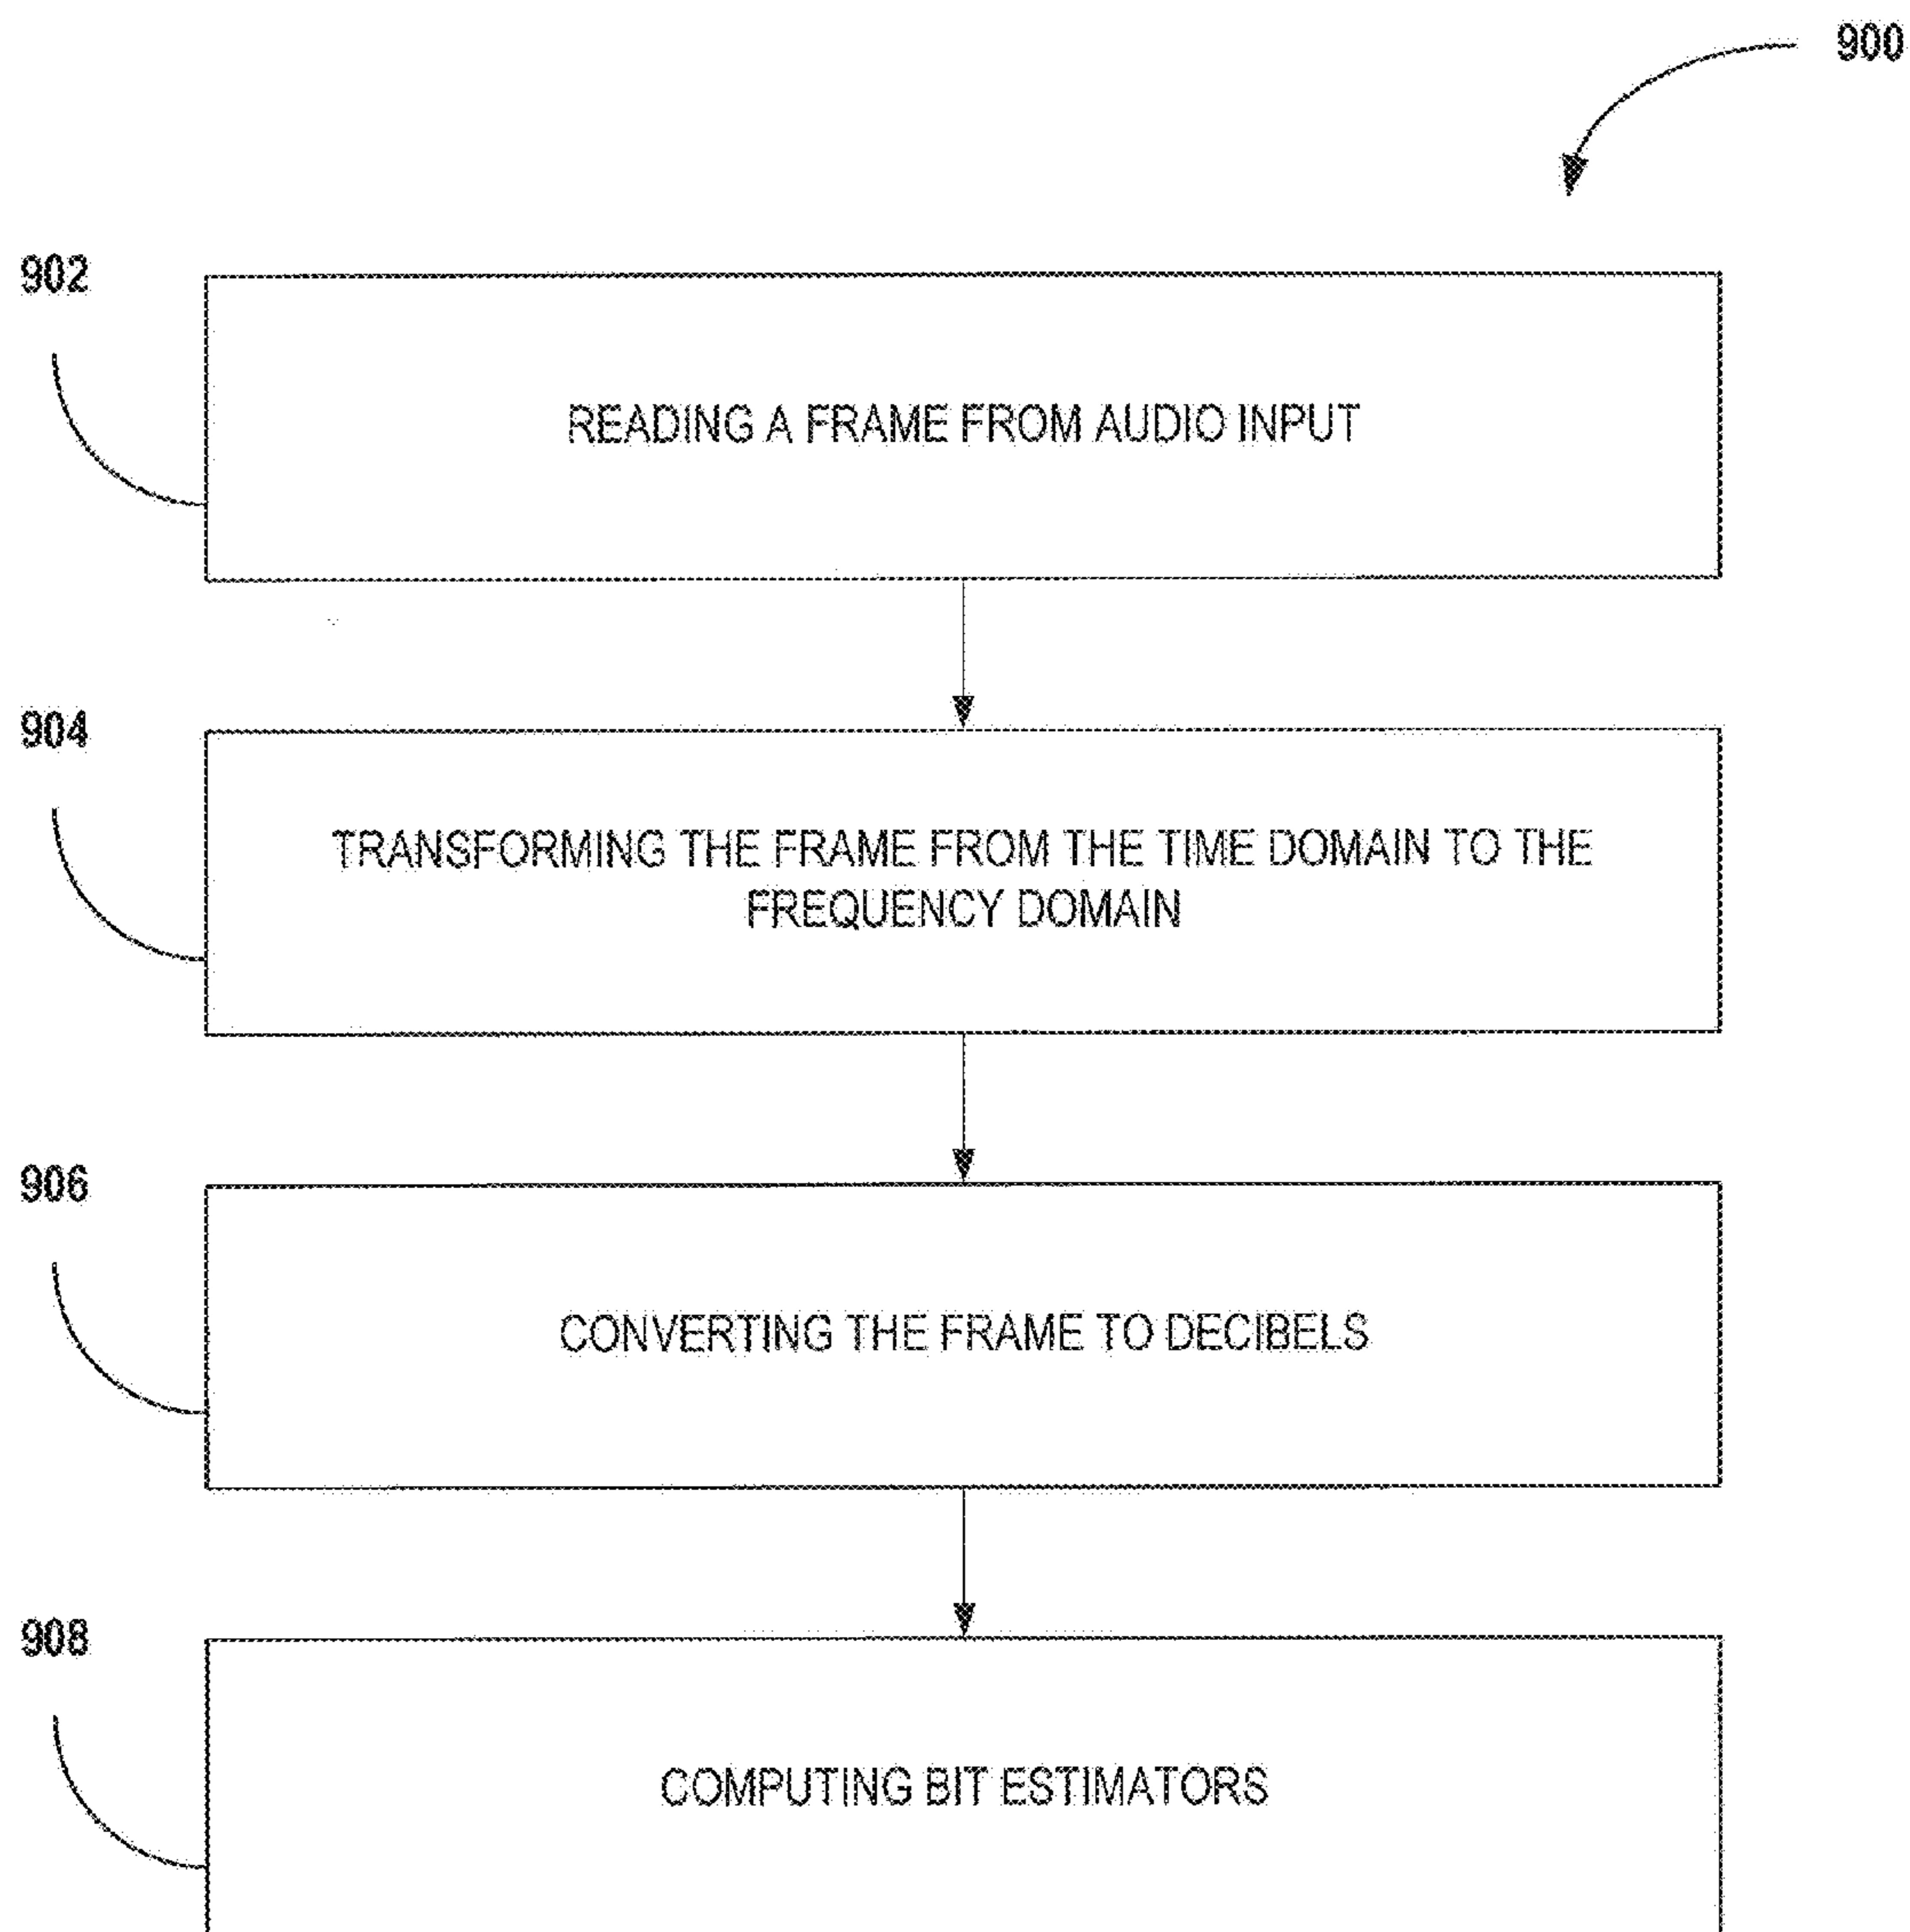 900
902
READING A FRAME FROM AUDIO INPUT
904
TRANSFORMING THE FRAME FROM THE TIME DOMAIN TO THE
FREQUENCY DOMAIN
906
CONVERTING THE FRAME TO DECIBELS
908
COMPUTING BIT ESTIMATORS